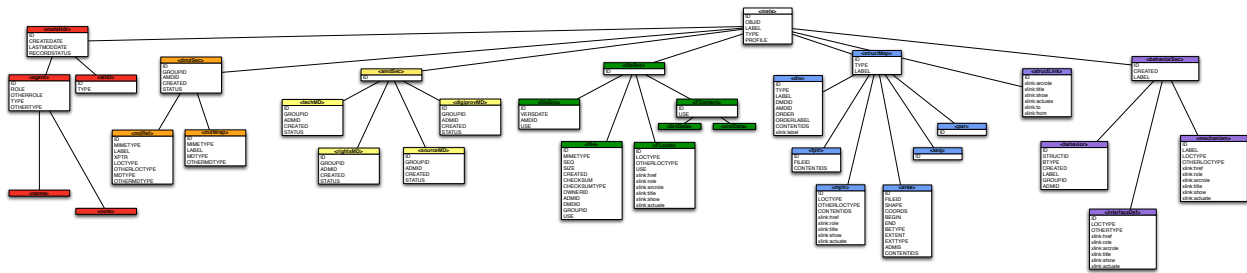 <mets>
ID
OBJID
LABEL
TYPE
PROFILE
<metsHdr>
ID
CREATEDATE
LASTMODDATE
RECORDSTATUS
<agent>
ID
ROLE
OTHERROLE
TYPE
OTHERTYPE
<altID>
ID
TYPE
<name>
<note>
<dmdSec>
ID
GROUPID
ADMID
CREATED
STATUS
<mdRef>
ID
MIMETYPE
LABEL
XPTR
LOCTYPE
OTHERLOCTYPE
MDTYPE
OTHERMDTYPE
<mdWrap>
ID
MIMETYPE
LABEL
MDTYPE
OTHERMDTYPE
<amdSec>
ID
<techMD>
ID
GROUPID
ADMID
CREATED
STATUS
<rightsMD>
ID
GROUPID
ADMID
CREATED
STATUS
<sourceMD>
ID
GROUPID
ADMID
CREATED
STATUS
<digiprovMD>
ID
GROUPID
ADMID
CREATED
STATUS
<fileSec>
ID
<fileGrp>
ID
VERSDATE
AMDID
USE
<file>
ID
MIMETYPE
SEQ
SIZE
CREATED
CHECKSUM
CHECKSUMTYPE
OWNERID
ADMID
DMDID
GROUPID
USE
<FLocat>
ID
LOCTYPE
OTHERLOCTYPE
USE
xlink:href
xlink:role
xlink:arcrole
xlink:title
xlink:show
xlink:actuate
<FContent>
ID
USE
<binData>
<xmlData>
<structMap>
ID
TYPE
LABEL
<div>
ID
TYPE
LABEL
DMDID
AMDID
ORDER
ORDERLABEL
CONTENTIDS
xlink:label
<fptr>
ID
FILEID
CONTENTIDS
<mptr>
ID
LOCTYPE
OTHERLOCTYPE
CONTENTIDS
xlink:href
xlink:role
xlink:title
xlink:show
xlink:actuate
<area>
ID
FILEID
SHAPE
COORDS
BEGIN
END
BETYPE
EXTENT
EXTTYPE
ADMIS
CONTENTIDS
<seq>
ID
<par>
ID
<structLink>
ID
xlink:arcrole
xlink:title
xlink:show
xlink:actuate
xlink:to
xlink:from
<behaviorSec>
ID
CREATED
LABEL
<behavior>
ID
STRUCTID
BTYPE
CREATED
LABEL
GROUPID
ADMID
<interfaceDef>
ID
LOCTYPE
OTHERTYPE
xlink:href
xlink:role
xlink:arcrole
xlink:title
xlink:show
xlink:actuate
<mechanism>
ID
LABEL
LOCTYPE
OTHERLOCTYPE
xlink:href
xlink:role
xlink:arcrole
xlink:title
xlink:show
xlink:actuate